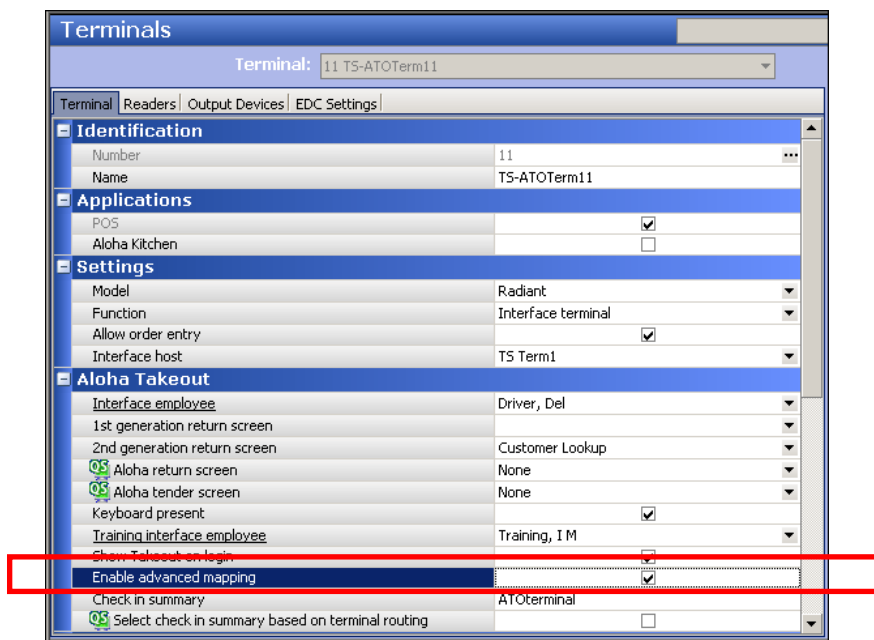 Terminals
Terminal: 11 TS-ATOTerm11
Terminal Readers Output Devices EDC Settings
Identification
Number 11
Name TS-ATOTerm11
Applications
POS
Aloha Kitchen
Settings
Model Radiant
Function Interface terminal
Allow order entry
Interface host TS Term1
Aloha Takeout
Interface employee Driver, Del
1st generation return screen
2nd generation return screen Customer Lookup
QS Aloha return screen None
QS Aloha tender screen None
Keyboard present
Training interface employee Training, I M
Show Takeout on login
Enable advanced mapping
Check in summary ATOterminal
QS Select check in summary based on terminal routing